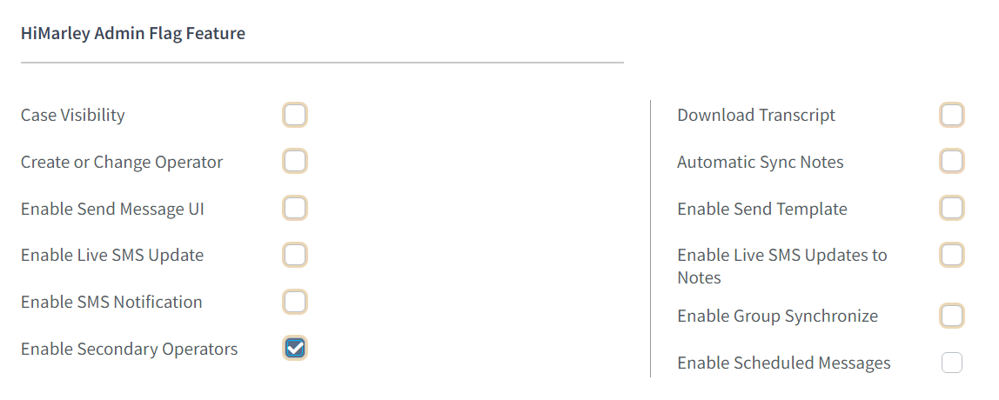 HiMarley Admin Flag Feature
Case Visibility
Create or Change Operator
Enable Send Message UI
Enable Live SMS Update
Enable SMS Notification
Enable Secondary Operators
Download Transcript
Automatic Sync Notes
Enable Send Template
Enable Live SMS Updates to
Notes
Enable Group Synchronize
Enable Scheduled Messages